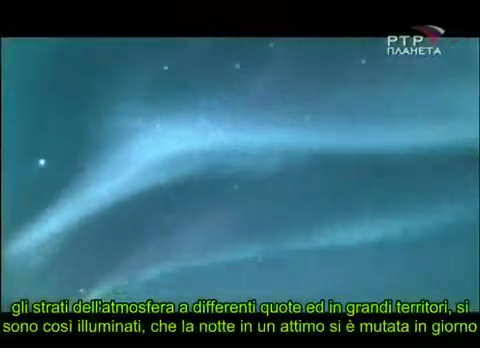 РТР
ПЛАНЕТА
gli strati dell'atmosfera a differenti quote ed in grandi territori, si
sono così illuminati, che la notte in un attimo si è mutata in giorno